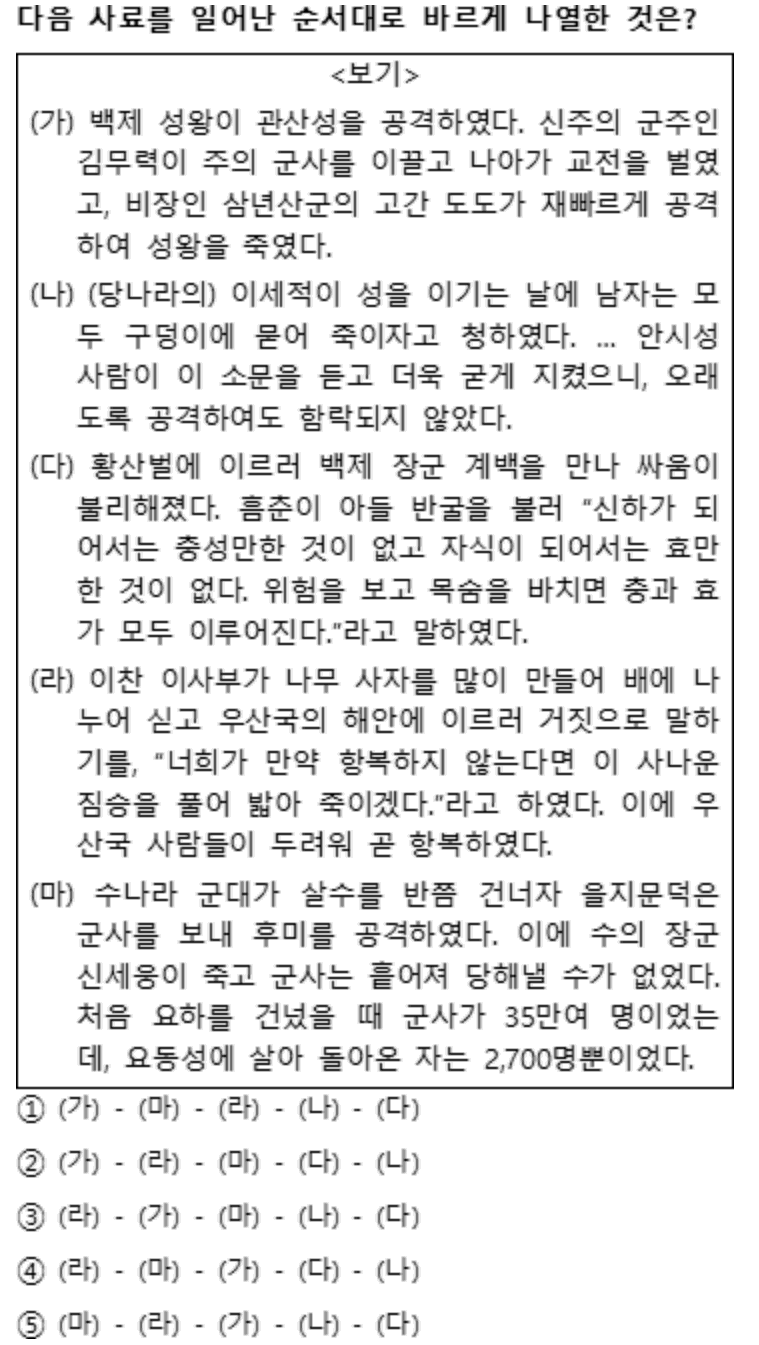 다음 사료를 일어난 순서대로 바르게 나열한 것은?
<보기>
(가) 백제 성왕이 관산성을 공격하였다. 신주의 군주인
김무력이 주의 군사를 이끌고 나아가 교전을 벌였
고, 비장인 삼년산군의 고간 도도가 재빠르게 공격
하여 성왕을 죽였다.
(나) (당나라의) 이세적이 성을 이기는 날에 남자는 모
두 구덩이에 묻어 죽이자고 청하였다. ... 안시성
사람이 이 소문을 듣고 더욱 굳게 지켰으니, 오래
도록 공격하여도 함락되지 않았다.
(다) 황산벌에 이르러 백제 장군 계백을 만나 싸움이
불리해졌다. 흠춘이 아들 반굴을 불러 "신하가 되
어서는 충성만한 것이 없고 자식이 되어서는 효만
한 것이 없다. 위험을 보고 목숨을 바치면 충과 효
가 모두 이루어진다."라고 말하였다.
(라) 이찬 이사부가 나무 사자를 많이 만들어 배에 나
누어 싣고 우산국의 해안에 이르러 거짓으로 말하
기를, "너희가 만약 항복하지 않는다면 이 사나운
짐승을 풀어 밟아 죽이겠다."라고 하였다. 이에 우
산국 사람들이 두려워 곧 항복하였다.
(마) 수나라 군대가 살수를 반쯤 건너자 을지문덕은
군사를 보내 후미를 공격하였다. 이에 수의 장군
신세웅이 죽고 군사는 흩어져 당해낼 수가 없었다.
처음 요하를 건넜을 때 군사가 35만여 명이었는
데, 요동성에 살아 돌아온 자는 2,700명뿐이었다.
① (가) - (마) - (라) - (나) - (다)
② (가) - (라) - (마) - (다) - (나)
③ (라) - (가) - (마) - (나) - (다)
④ (라) - (마) - (가) - (다) - (나)
⑤ (마) - (라) - (가) - (나) - (다)